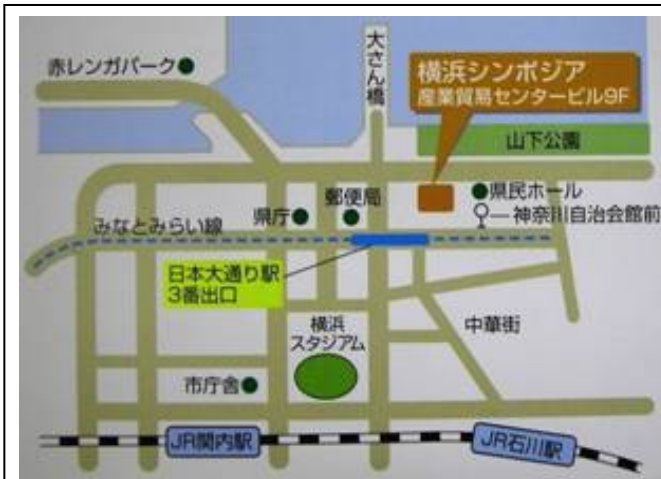 赤レンガパーク
大さん橋
横浜シンポジア
産業貿易センタービル9F
山下公園
県民ホール
神奈川自治会館前
郵便局
県庁
みなとみらい線
日本大通り駅
3番出口
横浜
スタジアム
中華街
市庁舎
JR関内駅
JR石川駅